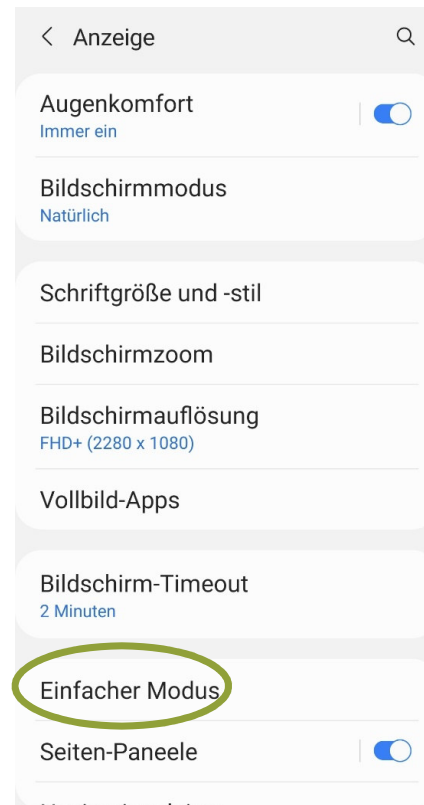 Anzeige
Augenkomfort
Immer ein
Bildschirmmodus
Natürlich
Schriftgröße und -stil
Bildschirmzoom
Bildschirmauflösung
FHD+ (2280 x 1080)
Vollbild-Apps
Bildschirm-Timeout
2 Minuten
Einfacher Modus
Seiten-Paneele